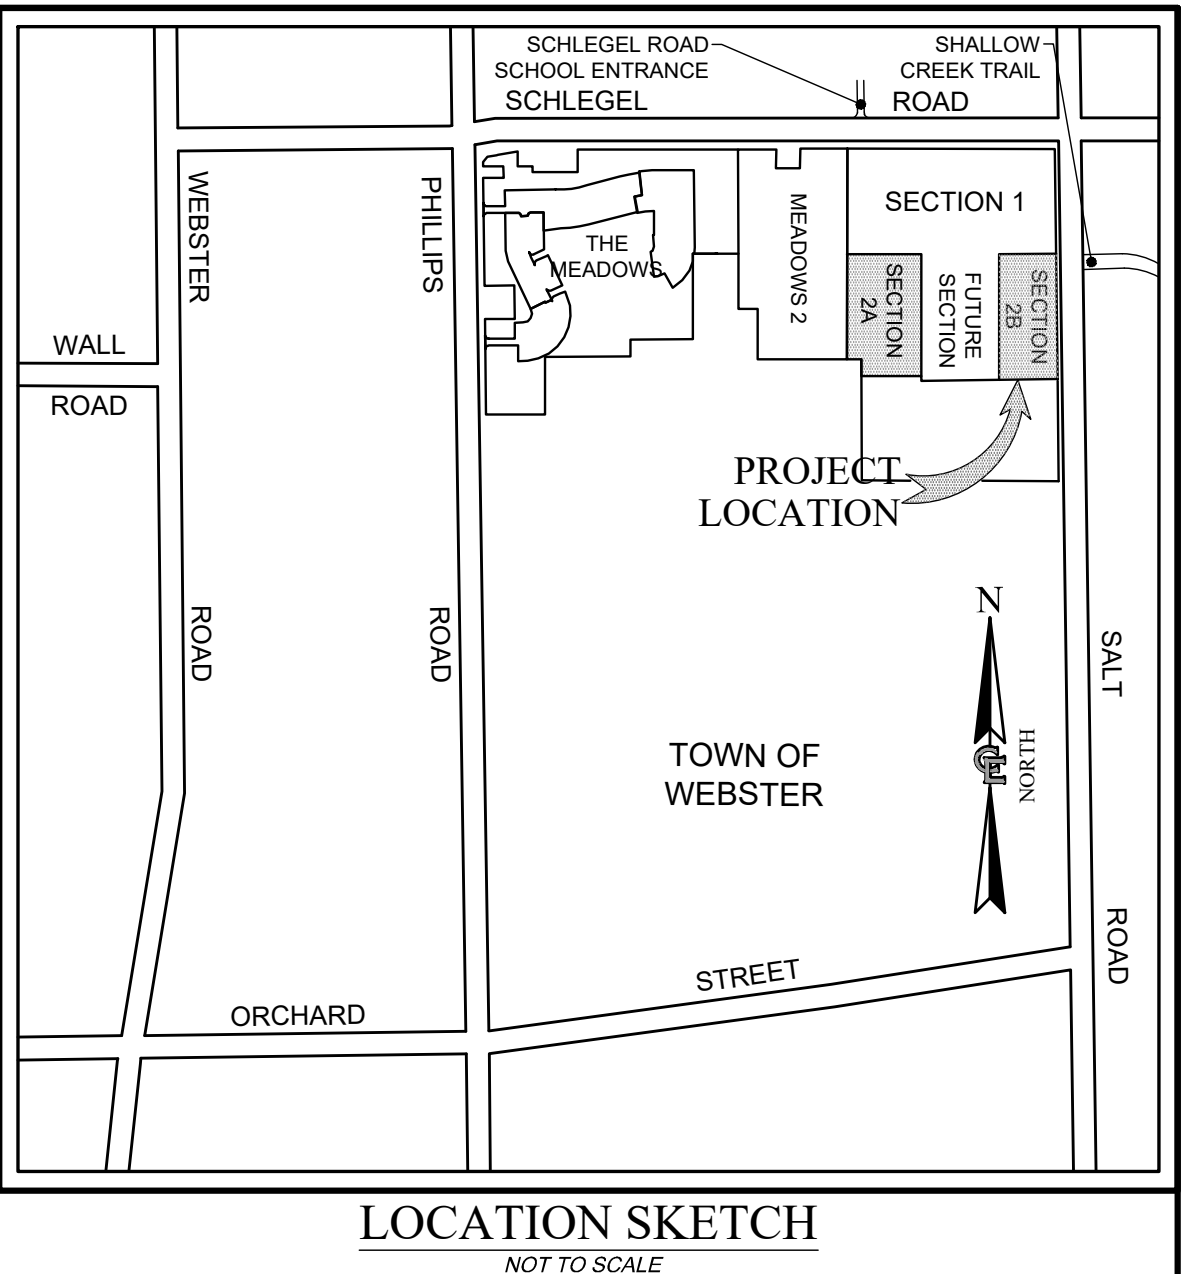 SCHLEGEL ROAD
SCHOOL ENTRANCE
SHALLOW
CREEK TRAIL
SCHLEGEL
ROAD
WEBSTER
PHILLIPS
THE
MEADOWS
MEADOWS 2
SECTION 1
SECTION
2A
FUTURE
SECTION
SECTION
2B
WALL
ROAD
PROJECT
LOCATION
N
ROAD
ROAD
SALT
NORTH
CE
TOWN OF
WEBSTER
ROAD
STREET
ORCHARD
LOCATION SKETCH
NOT TO SCALE